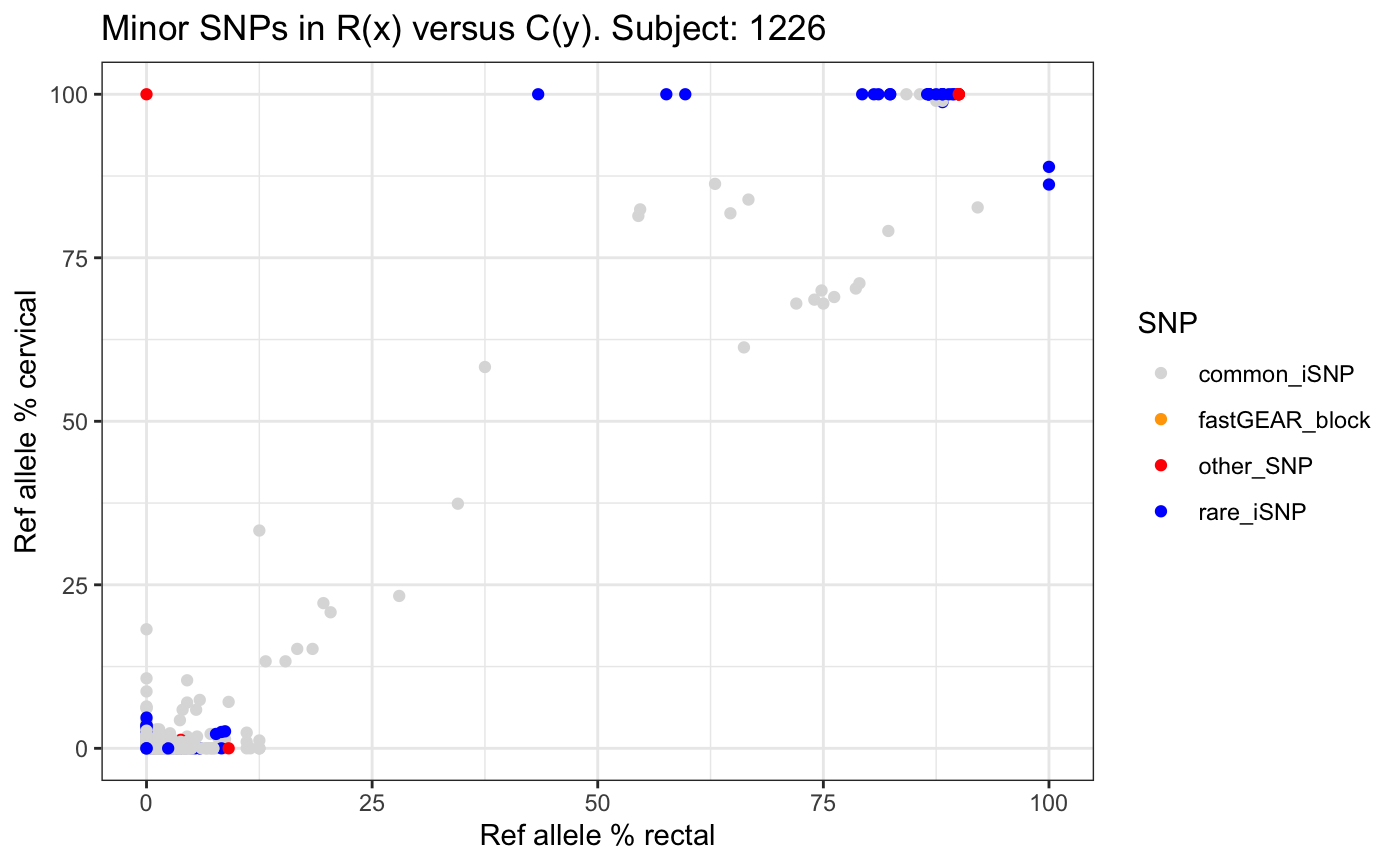 Minor SNPs in R(x) versus C(y). Subject: 1226
Ref allele % cervical
100
75
50
25
0
0 25 50 75 100
Ref allele % rectal
SNP
common_iSNP
fastGEAR_block
other_SNP
rare_iSNP